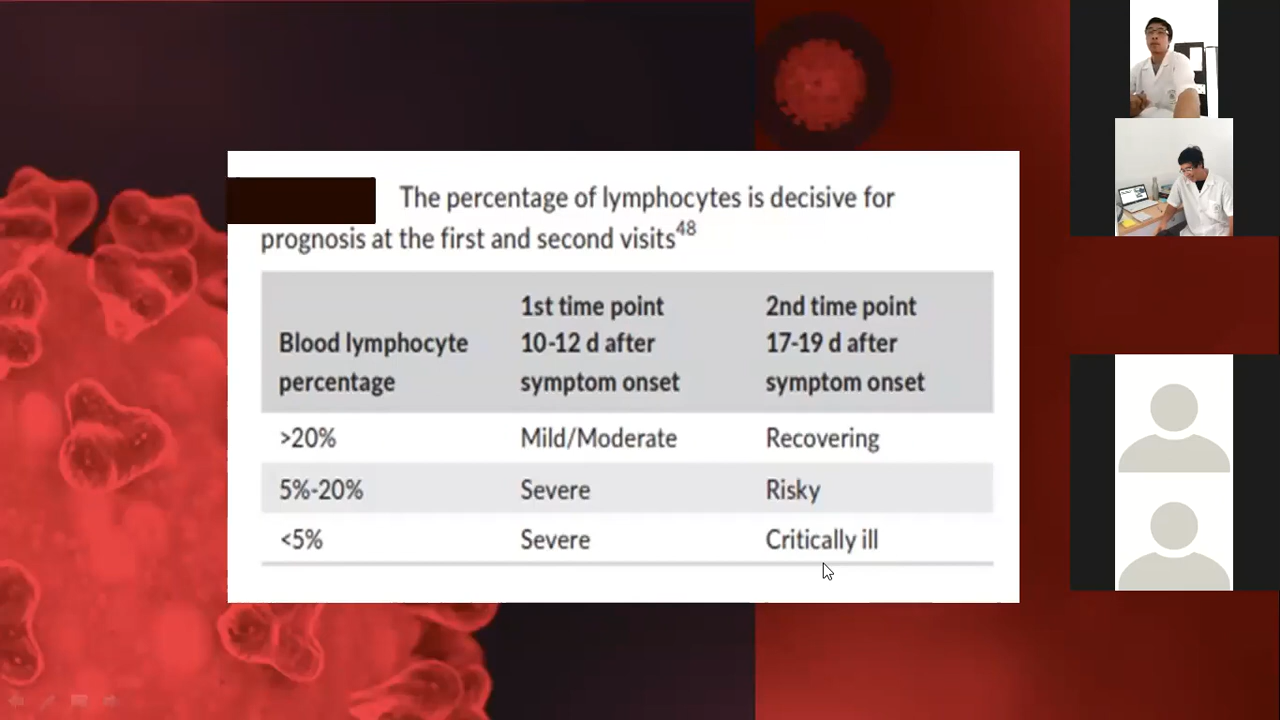 The percentage of lymphocytes is decisive for
prognosis at the first and second visits48
Blood lymphocyte percentage
1st time point 10-12 d after symptom onset
2nd time point 17-19 d after symptom onset
>20% Mild/Moderate Recovering
5%-20% Severe Risky
<5% Severe Critically ill